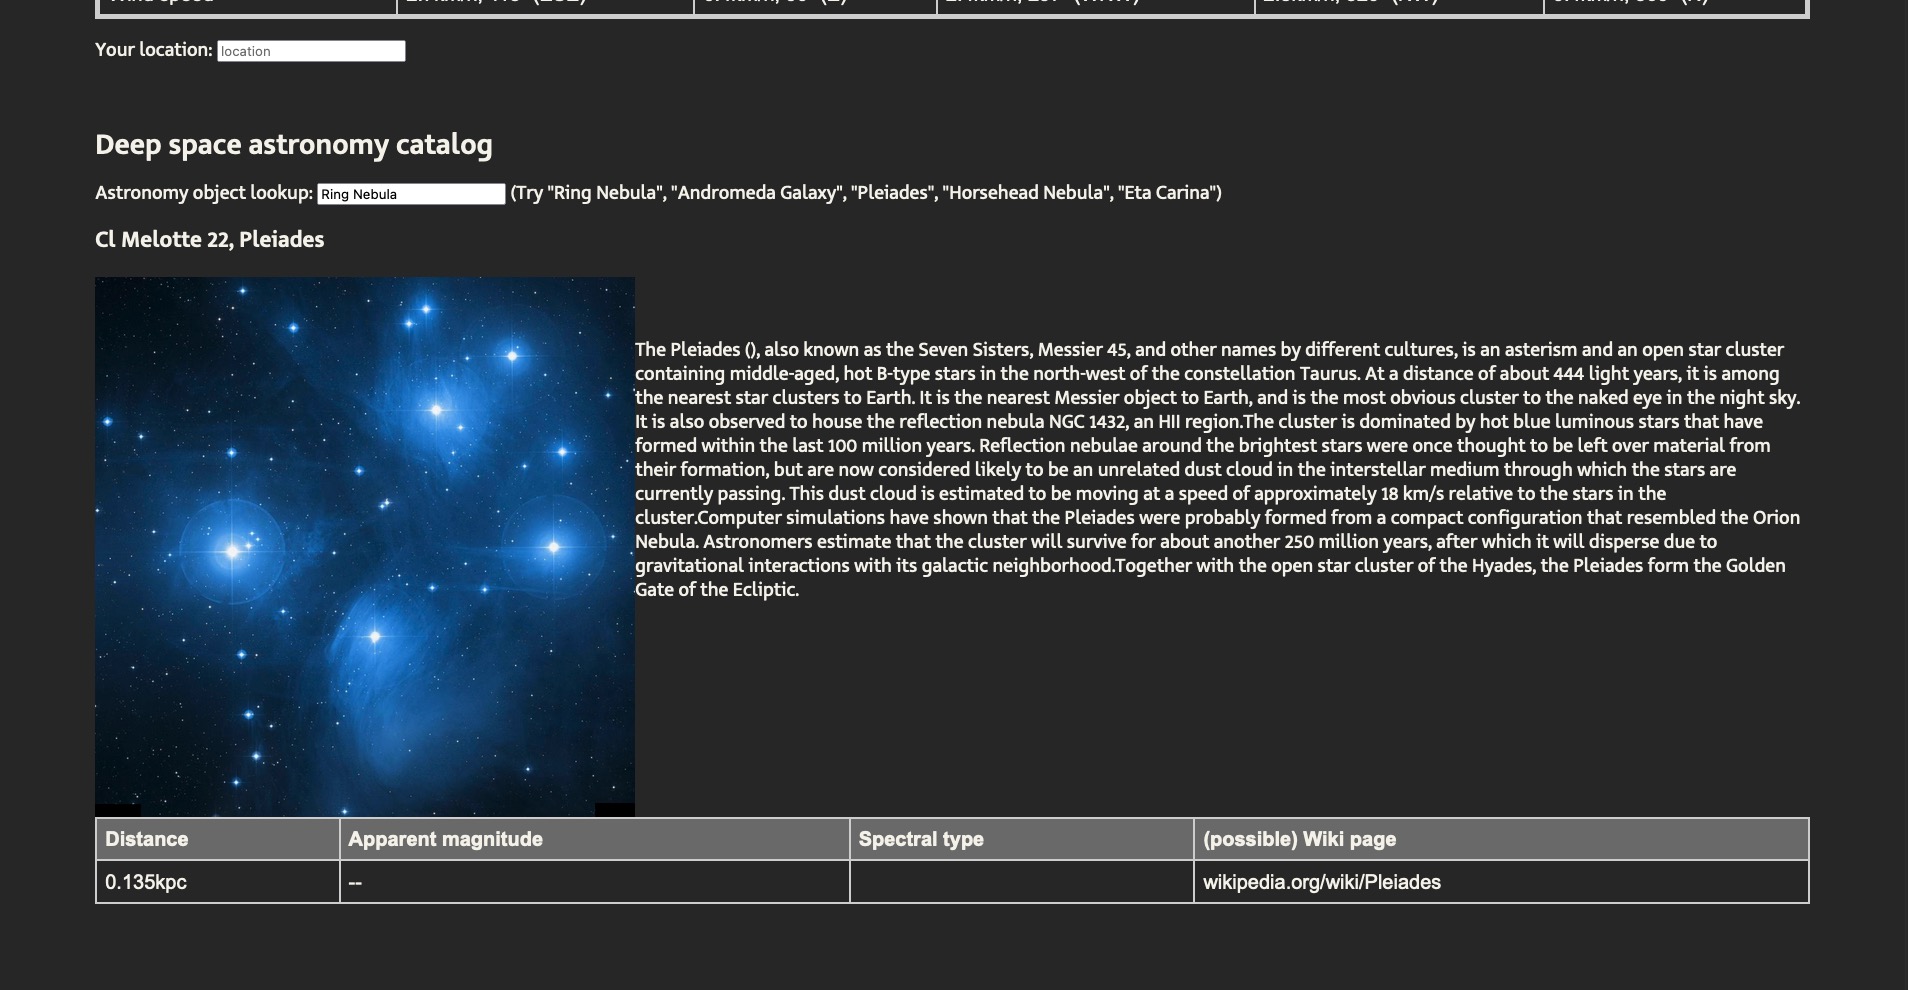 Your location: location
Deep space astronomy catalog
Astronomy object lookup: Ring Nebula (Try "Ring Nebula", "Andromeda Galaxy", "Pleiades", "Horsehead Nebula", "Eta Carina")
Cl Melotte 22, Pleiades
The Pleiades (), also known as the Seven Sisters, Messier 45, and other names by different cultures, is an asterism and an open star cluster
containing middle-aged, hot B-type stars in the north-west of the constellation Taurus. At a distance of about 444 light years, it is among
the nearest star clusters to Earth. It is the nearest Messier object to Earth, and is the most obvious cluster to the naked eye in the night sky.
It is also observed to house the reflection nebula NGC 1432, an HII region.The cluster is dominated by hot blue luminous stars that have
formed within the last 100 million years. Reflection nebulae around the brightest stars were once thought to be left over material from
their formation, but are now considered likely to be an unrelated dust cloud in the interstellar medium through which the stars are
currently passing. This dust cloud is estimated to be moving at a speed of approximately 18 km/s relative to the stars in the
cluster.Computer simulations have shown that the Pleiades were probably formed from a compact configuration that resembled the Orion
Nebula. Astronomers estimate that the cluster will survive for about another 250 million years, after which it will disperse due to
gravitational interactions with its galactic neighborhood.Together with the open star cluster of the Hyades, the Pleiades form the Golden
Gate of the Ecliptic.
Distance Apparent magnitude Spectral type (possible) Wiki page
0.135kpc -- wikipedia.org/wiki/Pleiades